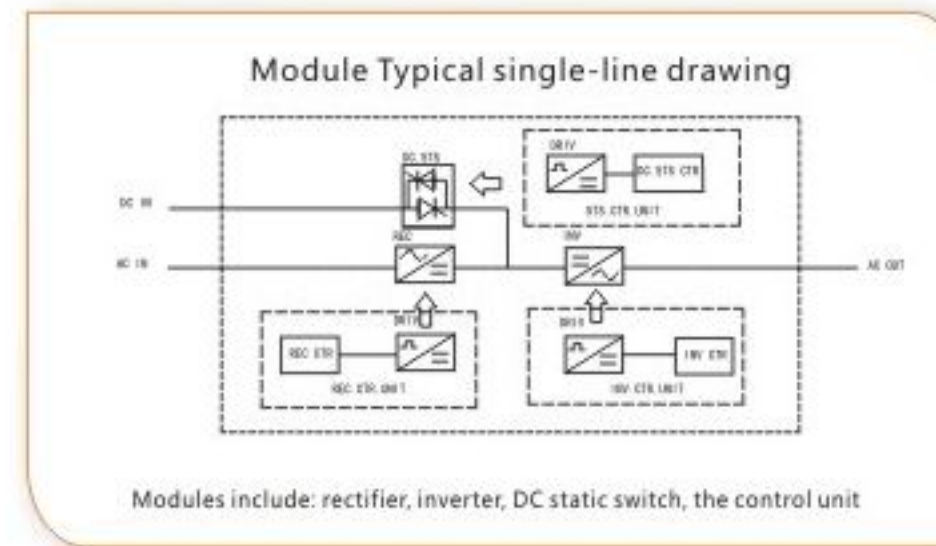 Module Typical single-line drawing
DRIV
DC STS
DC STS CTR
DC IN
STS CTR UNIT
REC
INV
AC IN
AC OUT
DRIV
DRIV
REC CTR
INV CTR
REC CTR UNIT
INV CTR UNIT
Modules include: rectifier, inverter, DC static switch, the control unit